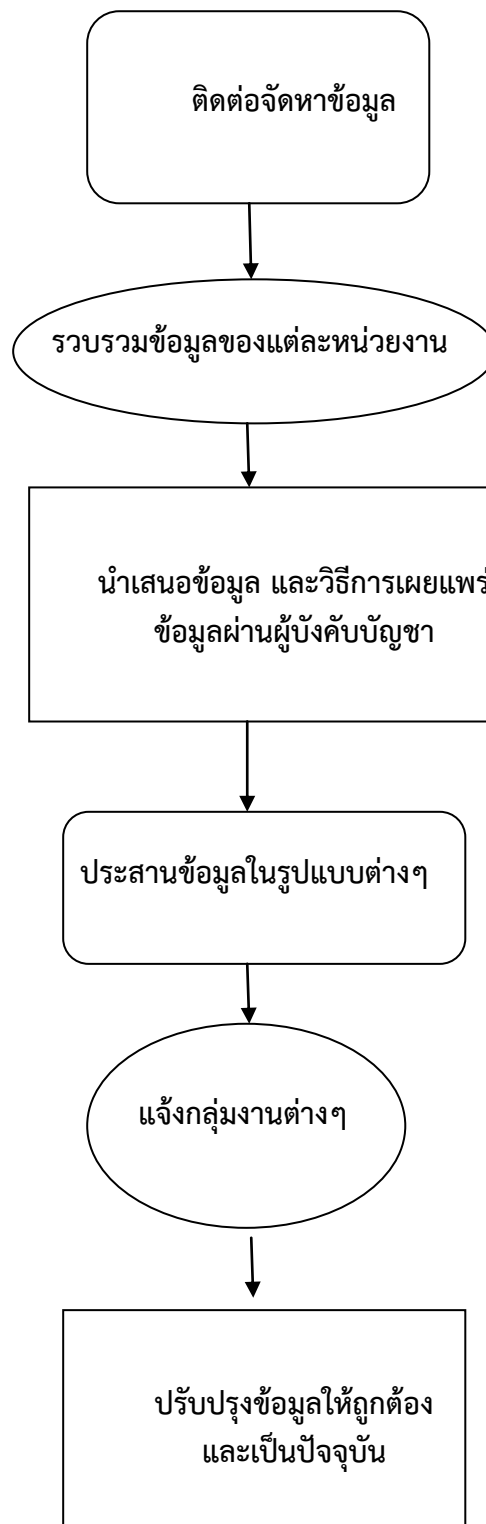 ติดต่อจัดหาข้อมูล
รวบรวมข้อมูลของแต่ละหน่วยงาน
นำเสนอข้อมูล และวิธีการเผยแพร่
ข้อมูลผ่านผู้บังคับบัญชา
ประสานข้อมูลในรูปแบบต่างๆ
แจ้งกลุ่มงานต่างๆ
ปรับปรุงข้อมูลให้ถูกต้อง
และเป็นปัจจุบัน